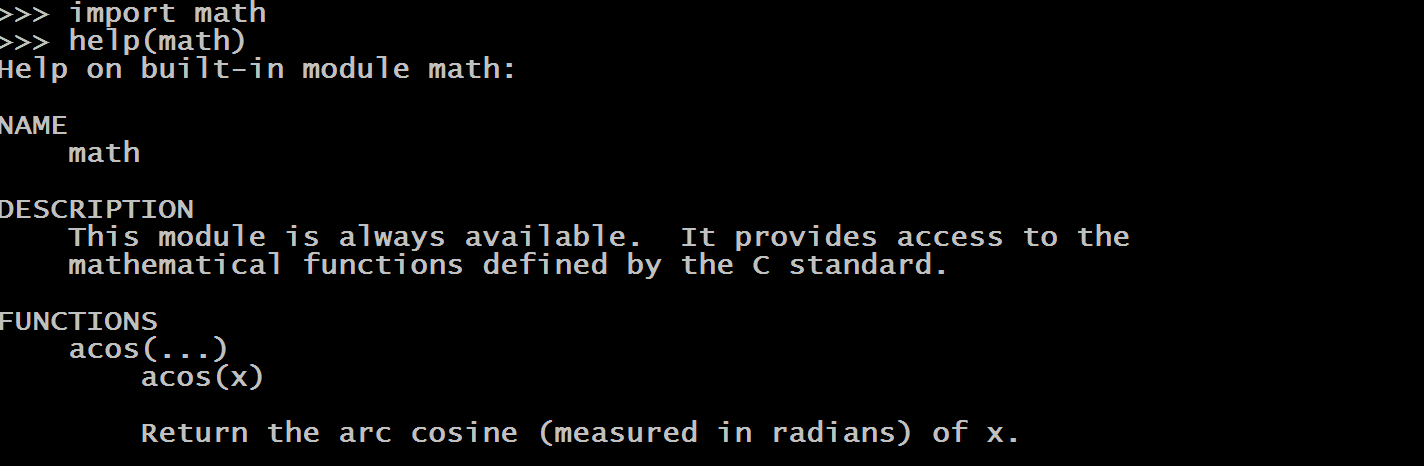 >>> import math
>>> help(math)
Help on built-in module math:

NAME
    math

DESCRIPTION
    This module is always available.  It provides access to the
    mathematical functions defined by the C standard.

FUNCTIONS
    acos(...)
        acos(x)

        Return the arc cosine (measured in radians) of x.